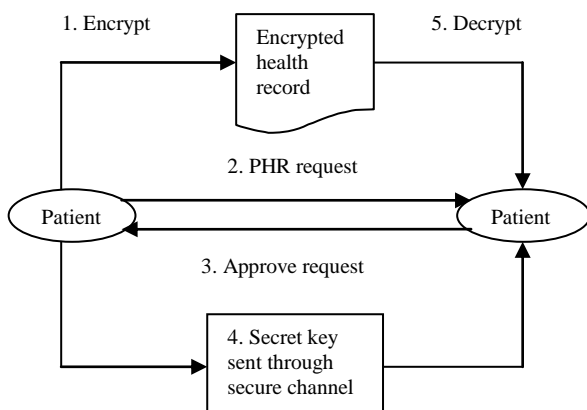 1. Encrypt
Encrypted
health
record
5. Decrypt
2. PHR request
Patient
Patient
3. Approve request
4. Secret key
sent through
secure channel